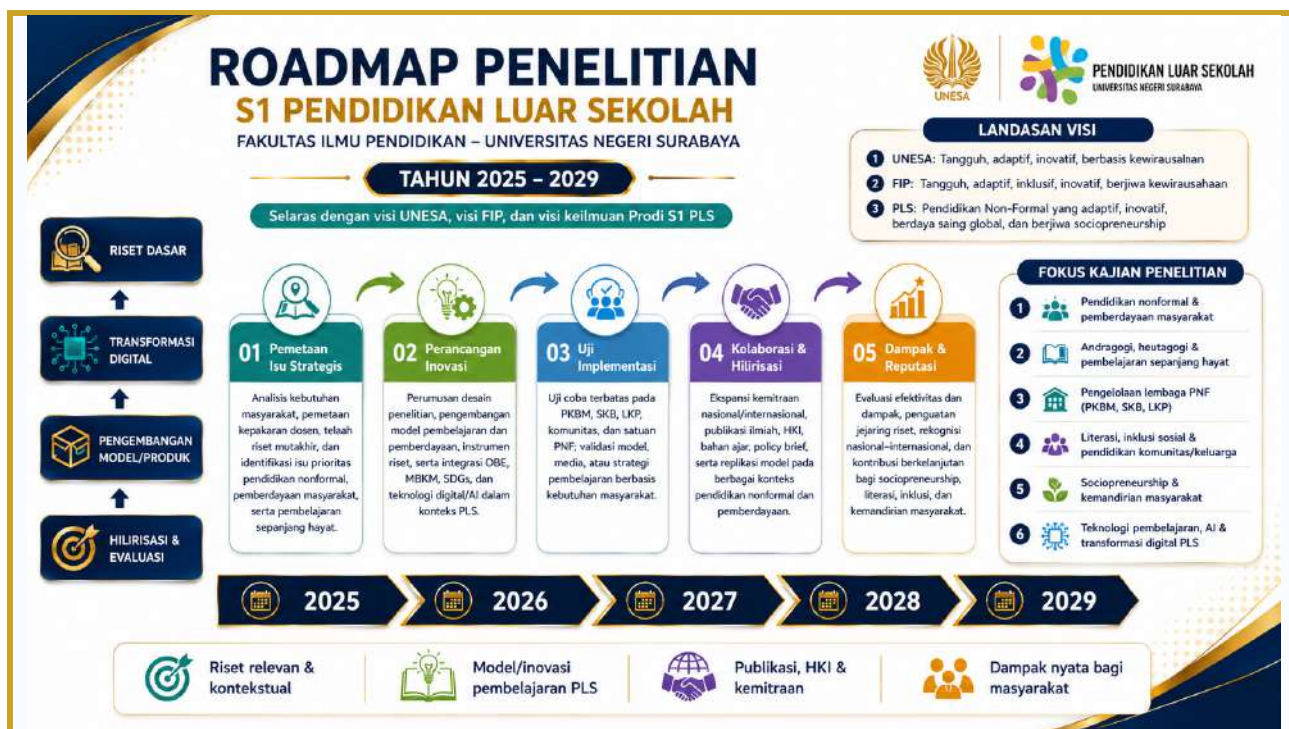 ROADMAP PENELITIAN
S1 PENDIDIKAN LUAR SEKOLAH
FAKULTAS ILMU PENDIDIKAN – UNIVERSITAS NEGERI SURABAYA
TAHUN 2025 – 2029
Selaras dengan visi UNESA, visi FIP, dan visi keilmuan Prodi S1 PLS
UNESA
PENDIDIKAN LUAR SEKOLAH
UNIVERSITAS NEGERI SURABAYA
LANDASAN VISI
1 UNESA: Tangguh, adaptif, inovatif, berbasis kewirausalnan
2 FIP: Tangguh, adaptif, inklusif, inovatif, berjiwa kewirausahaan
3 PLS: Pendidikan Non-Formal yang adaptif, inovatif,
berdaya saing global, dan berjiwa sociopreneurship
RISET DASAR
TRANSFORMASI
DIGITAL
PENGEMBANGAN
MODEL/PRODUK
HILIRISASI &
EVALUASI
01 Pemetaan
Isu Strategis
Analisis kebutuhan
masyarakat, pemetaan
kepakaran dosen, telaah
riset mutakhir, dan
identifikasi isu prioritas
pendidikan nonformal,
pemberdayaan masyarakat,
serta pembelajaran
sepanjang hayat.
02 Perancangan
Inovasi
Perumusan desain
penelitian, pengembangan
model pembelajaran dan
pemberdayaan, instrumen
riset, serta integrasi OBE,
MBKM, SDGs, dan
teknologi digital/AI dalam
konteks PLS.
03 Uji
Implementasi
Uji coba terbatas pada
PKBM, SKB, LKP,
komunitas, dan satuan
PNF; validasi model,
media, atau strategi
pembelajaran berbasis
kebutuhan masyarakat.
04 Kolaborasi &
Hilirisasi
Ekspansi kemitraan
nasional/internasional,
publikasi ilmiah, HKI,
bahan ajar, policy brief,
serta replikasi model pada
berbagai konteks
pendidikan nonformal dan
pemberdayaan.
05 Dampak &
Reputasi
Evaluasi efektivitas dan
dampak, penguatan
jejaring riset, rekognisi
nasional–internasional, dan
kontribusi berkelanjutan
bagi sociopreneurship,
literasi, inklusi, dan
kemandirian masyarakat.
FOKUS KAJIAN PENELITIAN
1 Pendidikan nonformal &
pemberdayaan masyarakat
2 Andragogi, heutagogi &
pembelajaran sepanjang hayat
3 Pengelolaan lembaga PNF
(PKBM, SKB, LKP)
4 Literasi, inklusi sosial &
pendidikan komunitas/keluarga
5 Sociopreneurship &
kemandirian masyarakat
6 Teknologi pembelajaran, AI &
transformasi digital PLS
2025
2026
2027
2028
2029
Riset relevan &
kontekstual
Model/inovasi
pembelajaran PLS
Publikasi, HKI &
kemitraan
Dampak nyata bagi
masyarakat